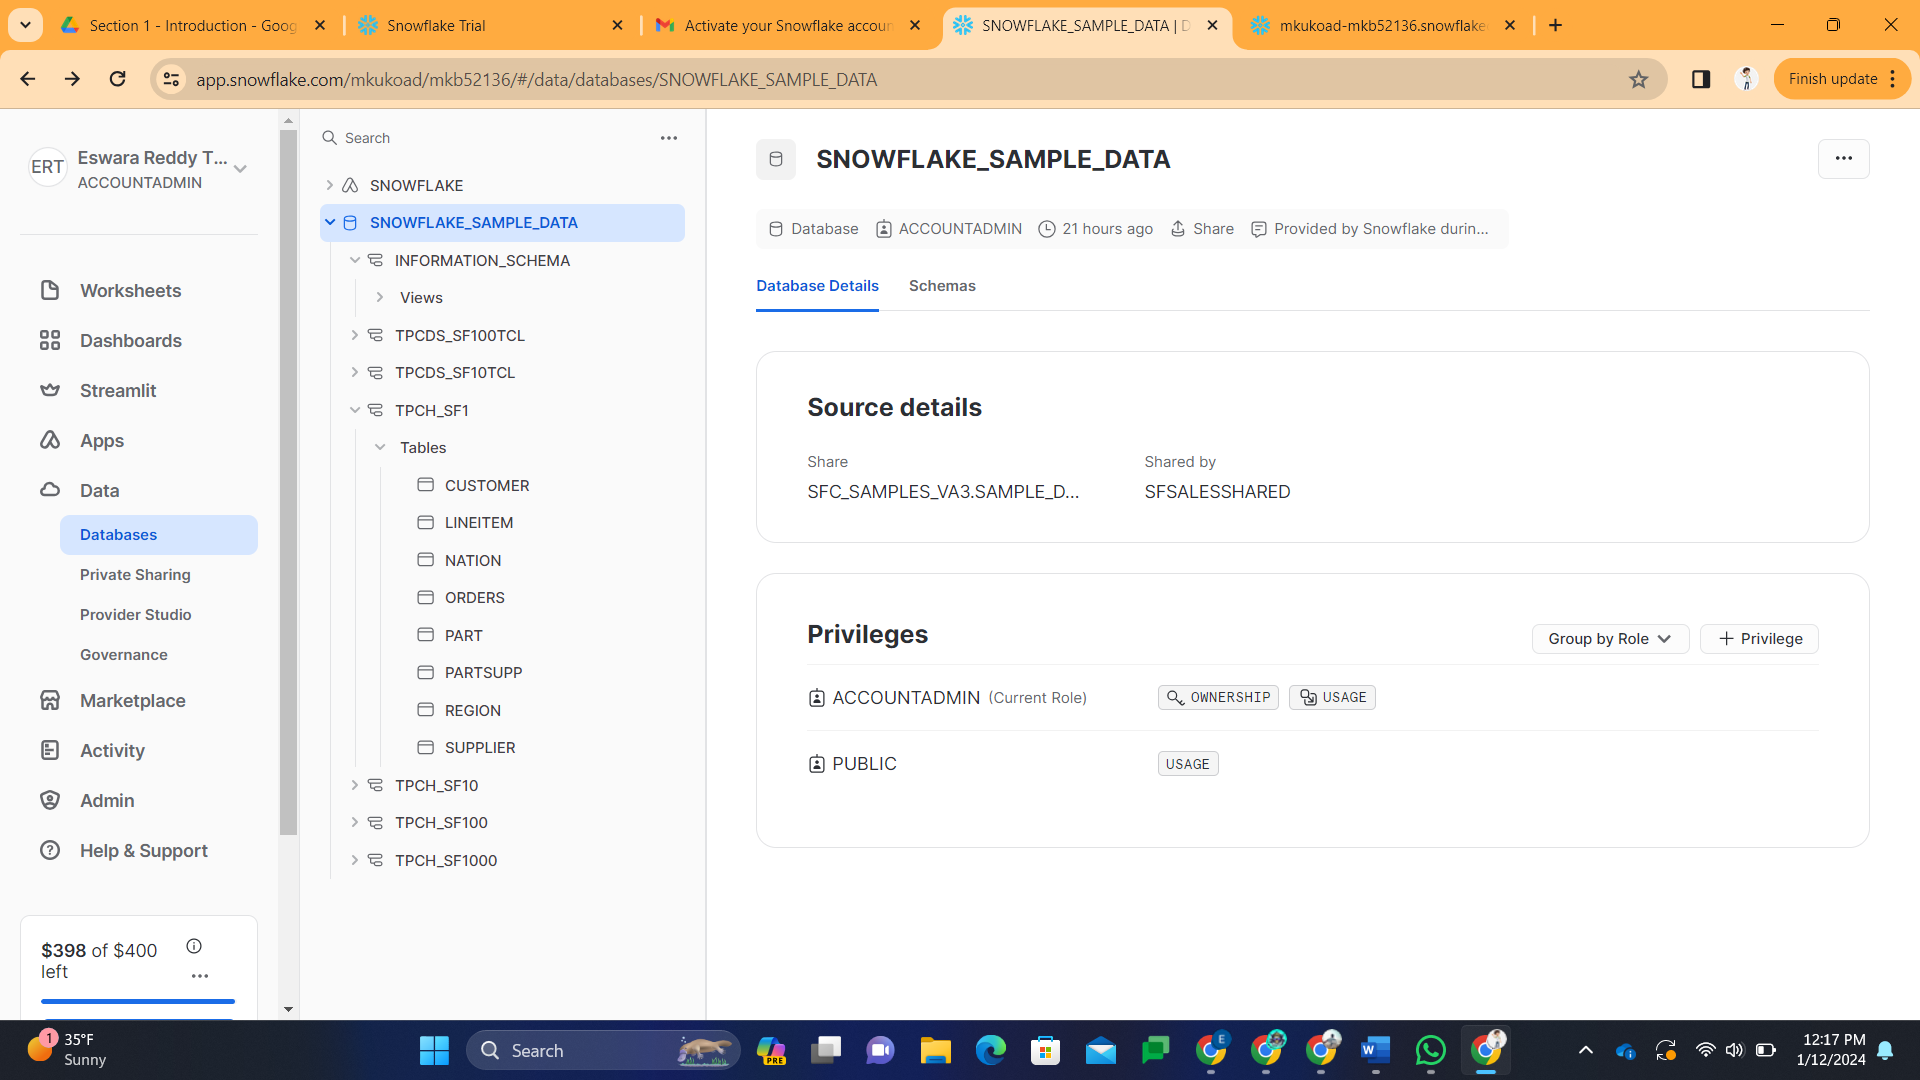 Section 1 - Introduction - Goog
Snowflake Trial
Activate your Snowflake accoun
SNOWFLAKE_SAMPLE_DATA | D
mkukoad-mkb52136.snowflake
app.snowflake.com/mkukoad/mkb52136/#/data/databases/SNOWFLAKE_SAMPLE_DATA
Finish update
ERT
Eswara Reddy T...
ACCOUNTADMIN
Worksheets
Dashboards
Streamlit
Apps
Data
Databases
Private Sharing
Provider Studio
Governance
Marketplace
Activity
Admin
Help & Support
$398 of $400
left
Search
SNOWFLAKE
SNOWFLAKE_SAMPLE_DATA
INFORMATION_SCHEMA
Views
TPCDS_SF100TCL
TPCDS_SF10TCL
TPCH_SF1
Tables
CUSTOMER
LINEITEM
NATION
ORDERS
PART
PARTSUPP
REGION
SUPPLIER
TPCH_SF10
TPCH_SF100
TPCH_SF1000
SNOWFLAKE_SAMPLE_DATA
Database ACCOUNTADMIN 21 hours ago Share Provided by Snowflake durin...
Database Details Schemas
Source details
Share Shared by
SFC_SAMPLES_VA3.SAMPLE_D... SFSALESSHARED
Privileges
Group by Role + Privilege
ACCOUNTADMIN (Current Role) OWNERSHIP USAGE
PUBLIC USAGE
1
35°F
Sunny
Search
PRE
E
12:17 PM
1/12/2024